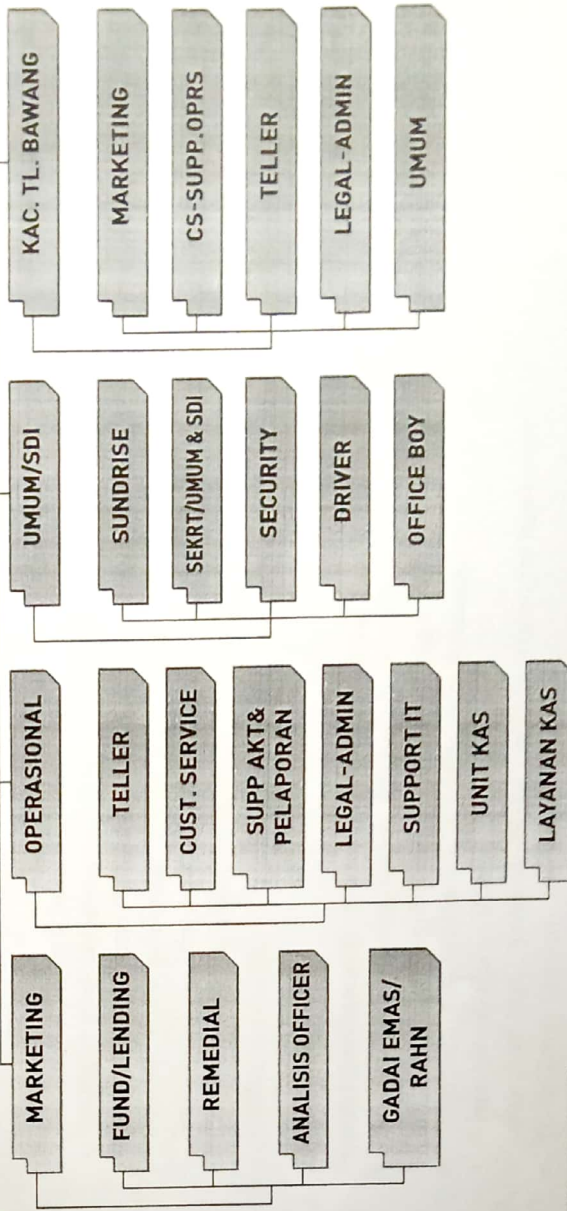 MARKETING
FUND/LENDING
REMEDIAL
ANALISIS OFFICER
GADAI EMAS/
RAHN
OPERASIONAL
TELLER
CUST. SERVICE
SUPP AKT&
PELAPORAN
LEGAL-ADMIN
SUPPORT IT
UNIT KAS
LAYANAN KAS
UMUM/SDI
SUNDRISE
SEKRT/UMUM & SDI
SECURITY
DRIVER
OFFICE BOY
KAC. TL. BAWANG
MARKETING
CS-SUPP.OPRS
TELLER
LEGAL-ADMIN
UMUM